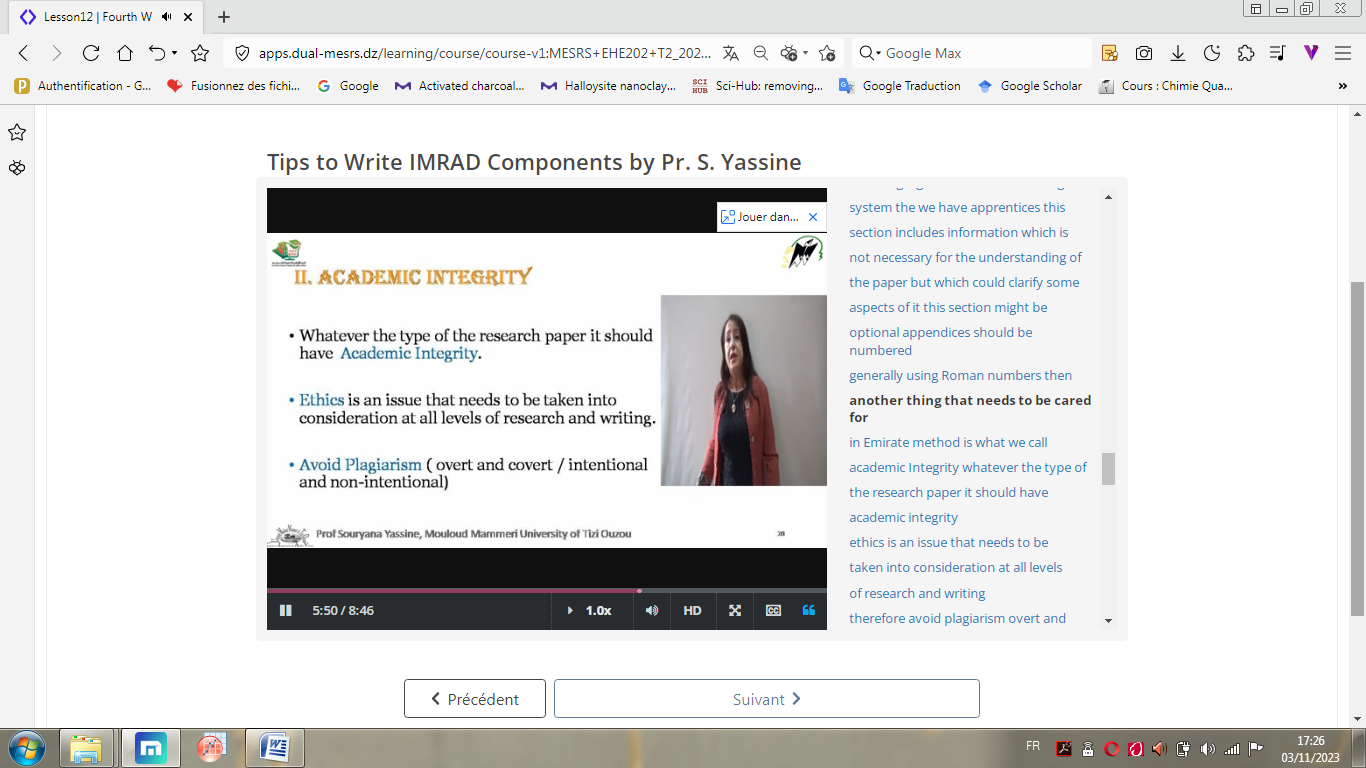 Lesson12 | Fourth W
apps.dual-mesrs.dz/learning/course/course-v1:MESRS+EHE202+T2_202...
Google Max
Authentification - G...
Fusionnez des fichi...
Google
Activated charcoal...
Halloysite nanoclay...
SCI HUB
Sci-Hub: removing...
Google Traduction
Google Scholar
Cours : Chimie Qua...
Tips to Write IMRAD Components by Pr. S. Yassine
Jouer dan...
II. ACADEMIC INTEGRITY
• Whatever the type of the research paper it should
have Academic Integrity.
• Ethics is an issue that needs to be taken into
consideration at all levels of research and writing.
• Avoid Plagiarism ( overt and covert / intentional
and non-intentional)
Prof Souryana Yassine, Mouloud Mammeri University of Tizi Ouzou
20
5:50 / 8:46
1.0x
HD
CC
system the we have apprentices this
section includes information which is
not necessary for the understanding of
the paper but which could clarify some
aspects of it this section might be
optional appendices should be
numbered
generally using Roman numbers then
another thing that needs to be cared
for
in Emirate method is what we call
academic Integrity whatever the type of
the research paper it should have
academic integrity
ethics is an issue that needs to be
taken into consideration at all levels
of research and writing
therefore avoid plagiarism overt and
Précédent
Suivant
FR
17:26
03/11/2023